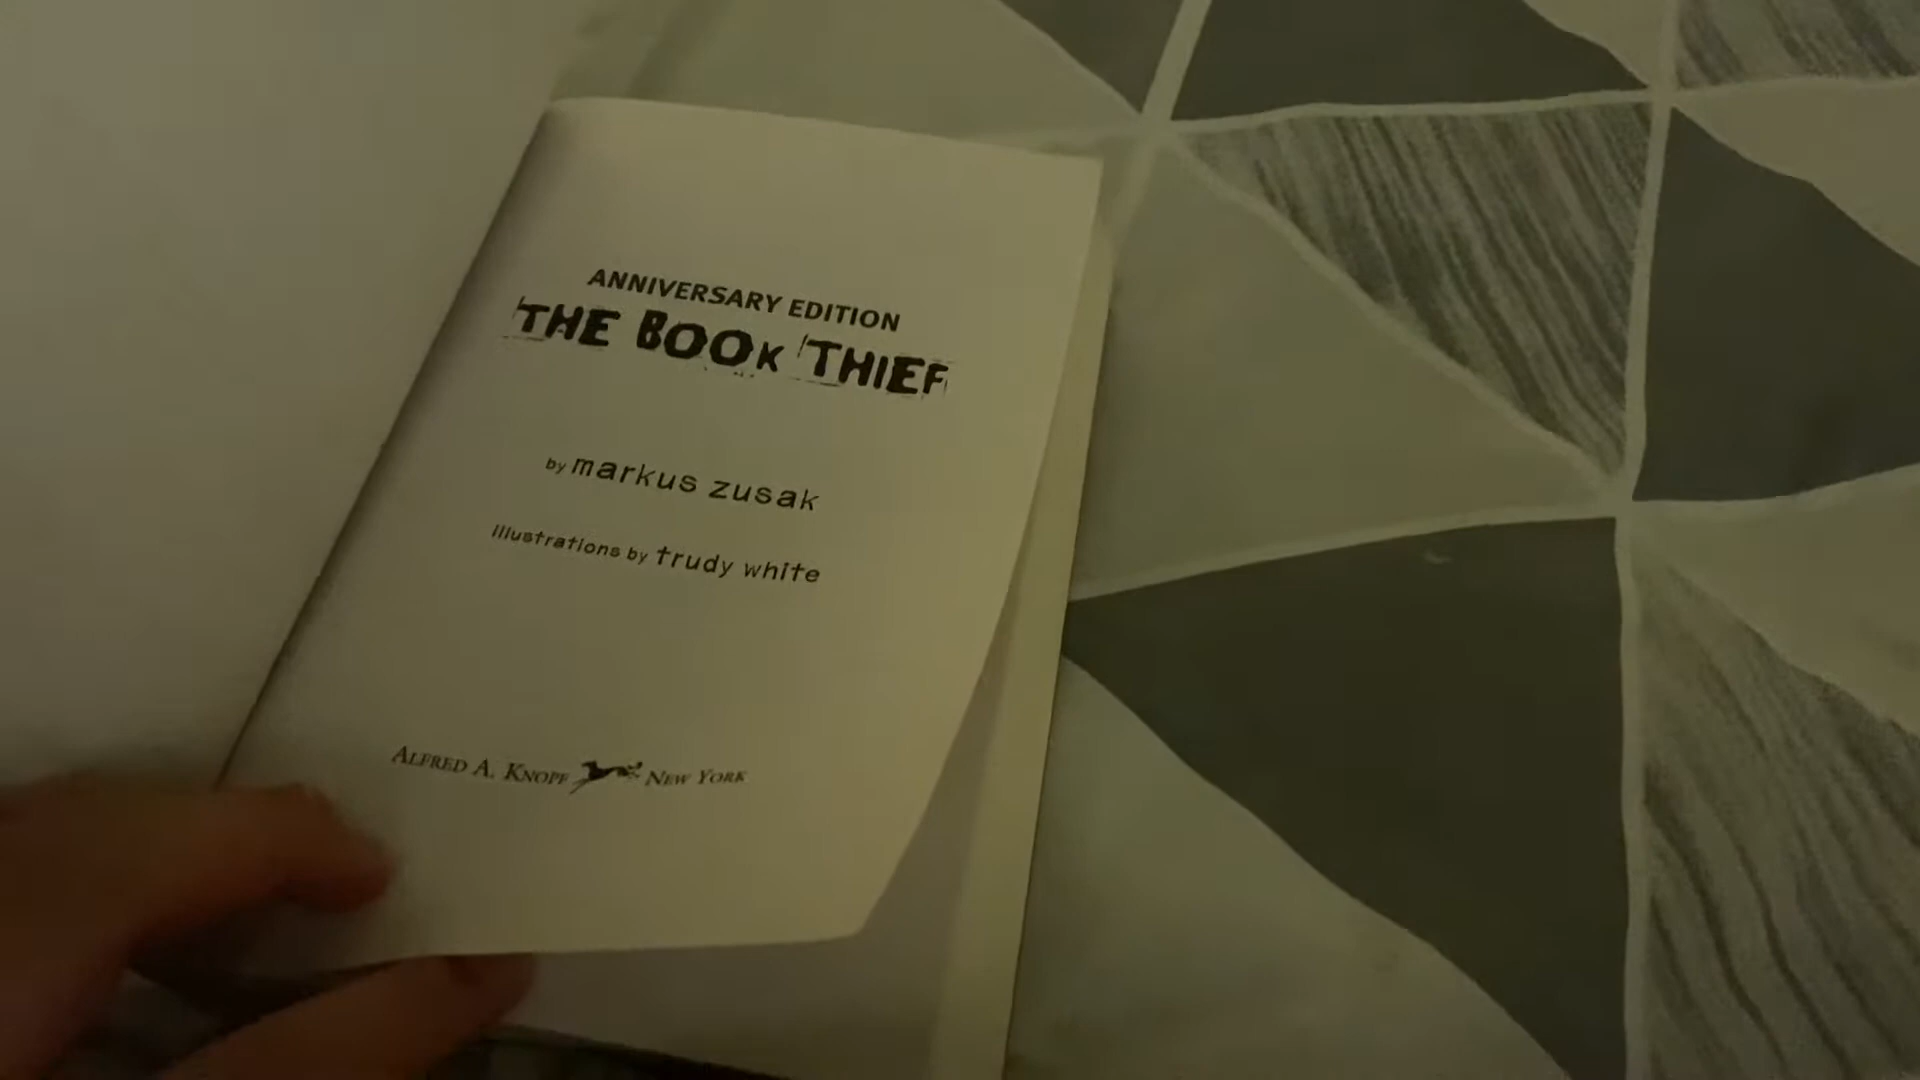 ANNIVERSARY EDITION
THE BOOK THIEF
by markus zusak
illustrations by trudy white
ALFRED A. KNOPF NEW YORK